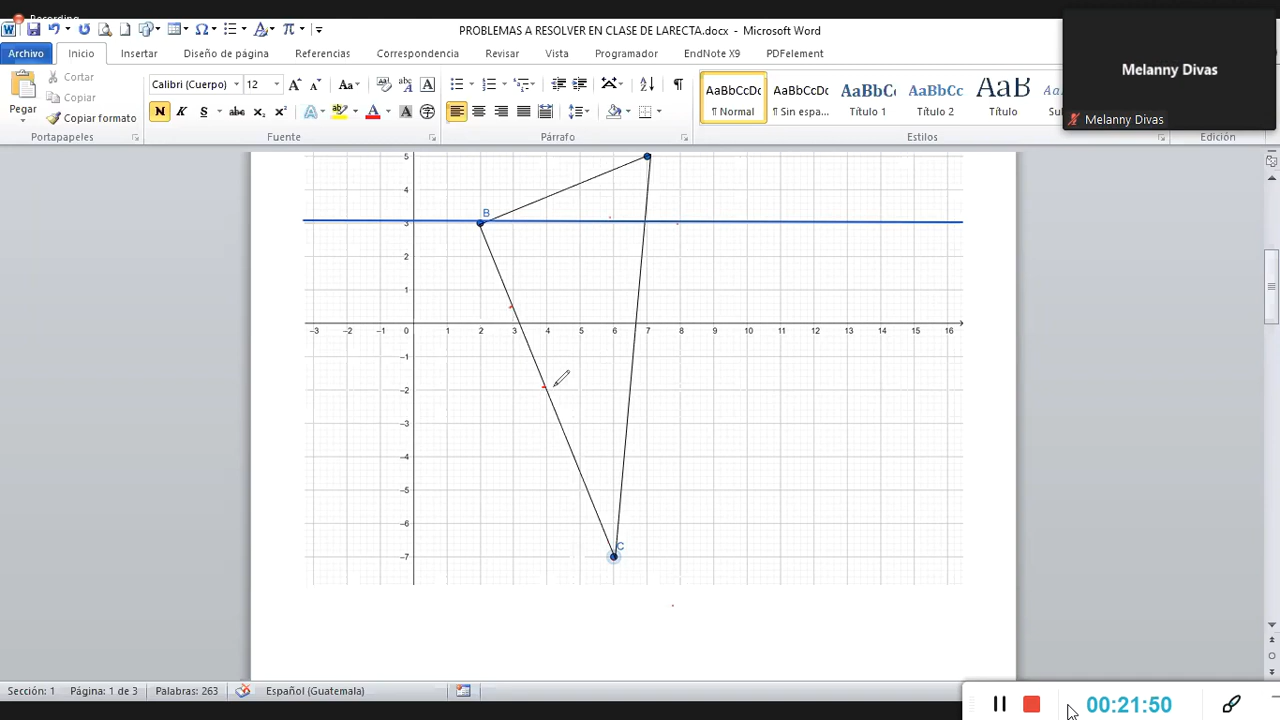 Recording
PROBLEMAS A RESOLVER EN CLASE DE LARECTA.docx - Microsoft Word
Archivo Inicio Insertar Diseño de página Referencias Correspondencia Revisar Vista Programador EndNote X9 PDFelement
Pegar
Cortar
Copiar
Copiar formato
Portapapeles
Calibri (Cuerpo) 12
N K S abc x₂ x²
Fuente
Párrafo
AaBbCcDc
¶ Normal
AaBbCcDc
¶ Sin espa...
AaBbCc
Título 1
AaBbCc
Título 2
AaB
Título
Estilos
Edición
Melanny Divas
Melanny Divas
5
4
3
2
1
B
–3 –2 –1 0 1 2 3 4 5 6 7 8 9 10 11 12 13 14 15 16
–1
–2
–3
–4
–5
–6
–7
C
Sección: 1 Página: 1 de 3 Palabras: 263 Español (Guatemala)
00:21:50